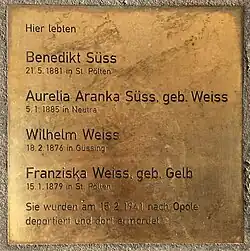 Hier lebten
Benedikt Süss
21.5.1881 in St. Pölten
Aurelia Aranka Süss, geb. Weiss
5.1.1885 in Neutra
Wilhelm Weiss
18.2.1876 in Güssing
Franziska Weiss, geb. Gelb
15.1.1879 in St. Pölten
Sie wurden am 15.2.1941 nach Opole
deportiert und dort ermordet